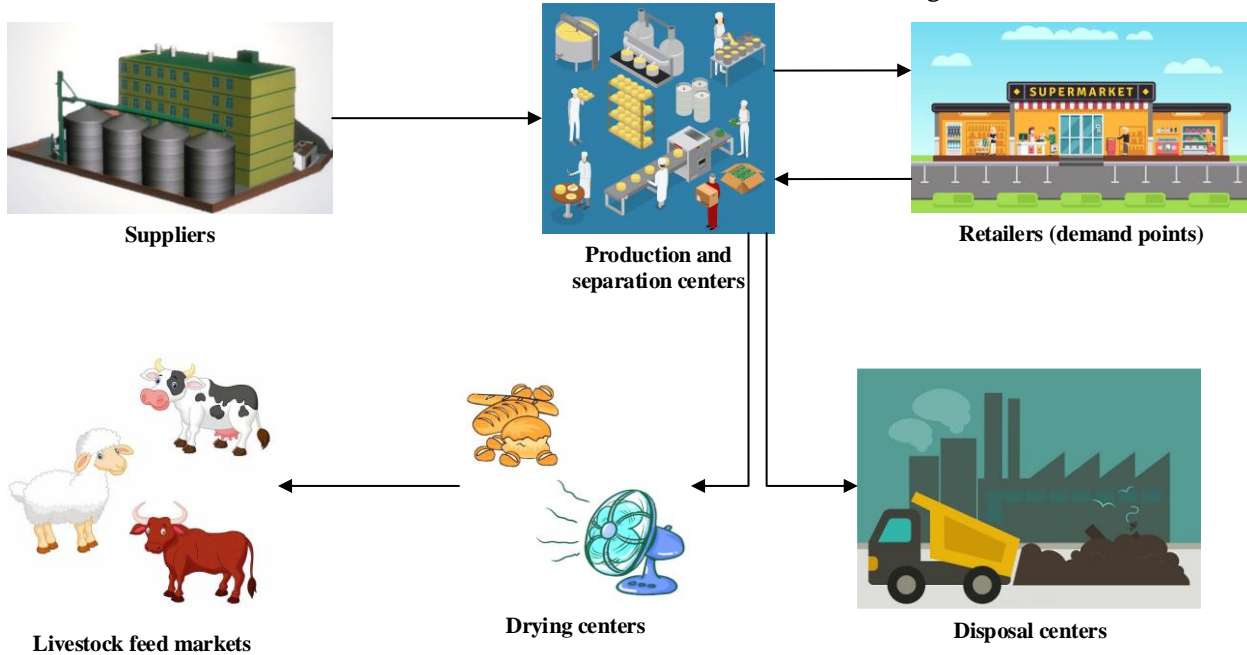 SUPERMARKET
Suppliers
Production and
separation centers
Retailers (demand points)
Livestock feed markets
Drying centers
Disposal centers